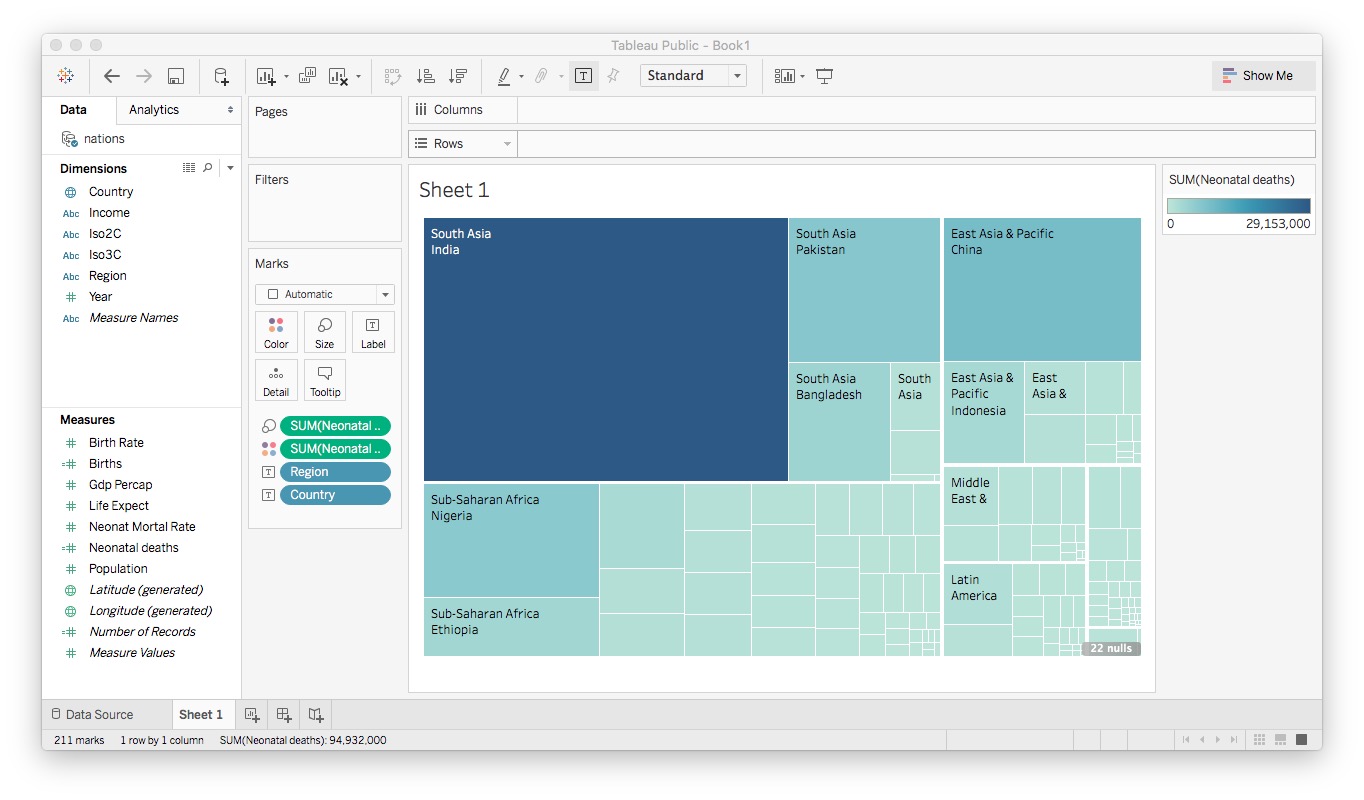 Tableau Public - Book1
Standard
Show Me
Data
Analytics
nations
Dimensions
Country
Abc Income
Abc Iso2C
Abc Iso3C
Abc Region
# Year
Abc Measure Names
Measures
# Birth Rate
=# Births
# Gdp Percap
# Life Expect
# Neonat Mortal Rate
=# Neonatal deaths
# Population
Latitude (generated)
Longitude (generated)
=# Number of Records
# Measure Values
Pages
Filters
Marks
Automatic
Color
Size
T
Label
Detail
Tooltip
SUM(Neonatal ..
SUM(Neonatal ..
T Region
T Country
Columns
Rows
Sheet 1
South Asia
India
South Asia
Pakistan
East Asia & Pacific
China
South Asia
Bangladesh
South
Asia
East Asia &
Pacific
Indonesia
East
Asia &
Sub-Saharan Africa
Nigeria
Middle
East &
Sub-Saharan Africa
Ethiopia
Latin
America
22 nulls
SUM(Neonatal deaths)
0 29,153,000
Data Source
Sheet 1
211 marks 1 row by 1 column SUM(Neonatal deaths): 94,932,000